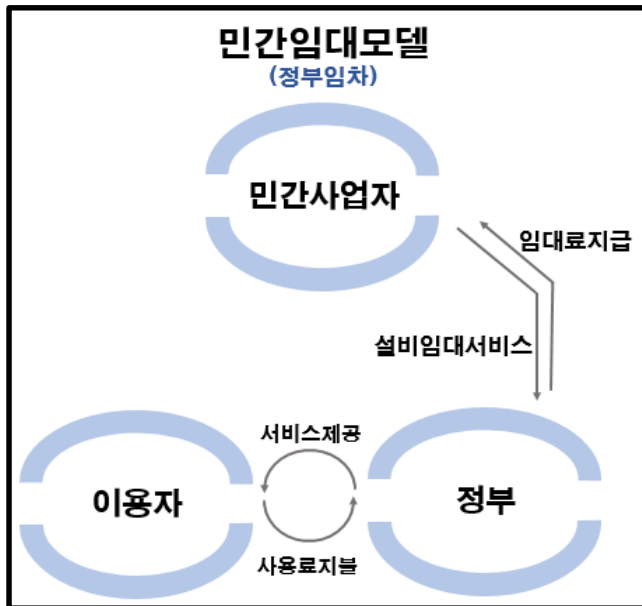 민간임대모델
(정부임차)
민간사업자
임대료지급
설비임대서비스
서비스제공
이용자
정부
사용료지불